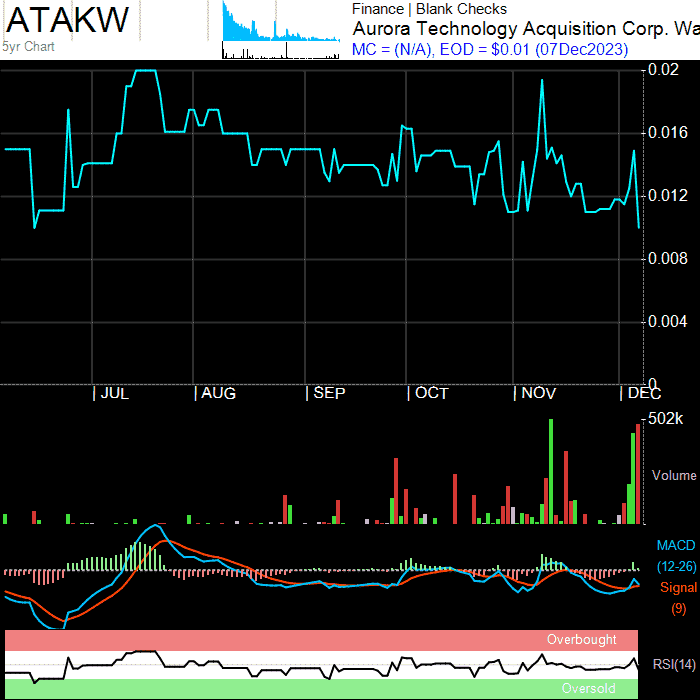 ATAKW
5yr Chart
Finance | Blank Checks
Aurora Technology Acquisition Corp. Wa
MC = (N/A), EOD = $0.01 (07Dec2023)
0.02
0.016
0.012
0.008
0.004
0
| JUL | AUG | SEP | OCT | NOV | DEC
502k
Volume
MACD
(12-26)
Signal
(9)
Overbought
RSI(14)
Oversold